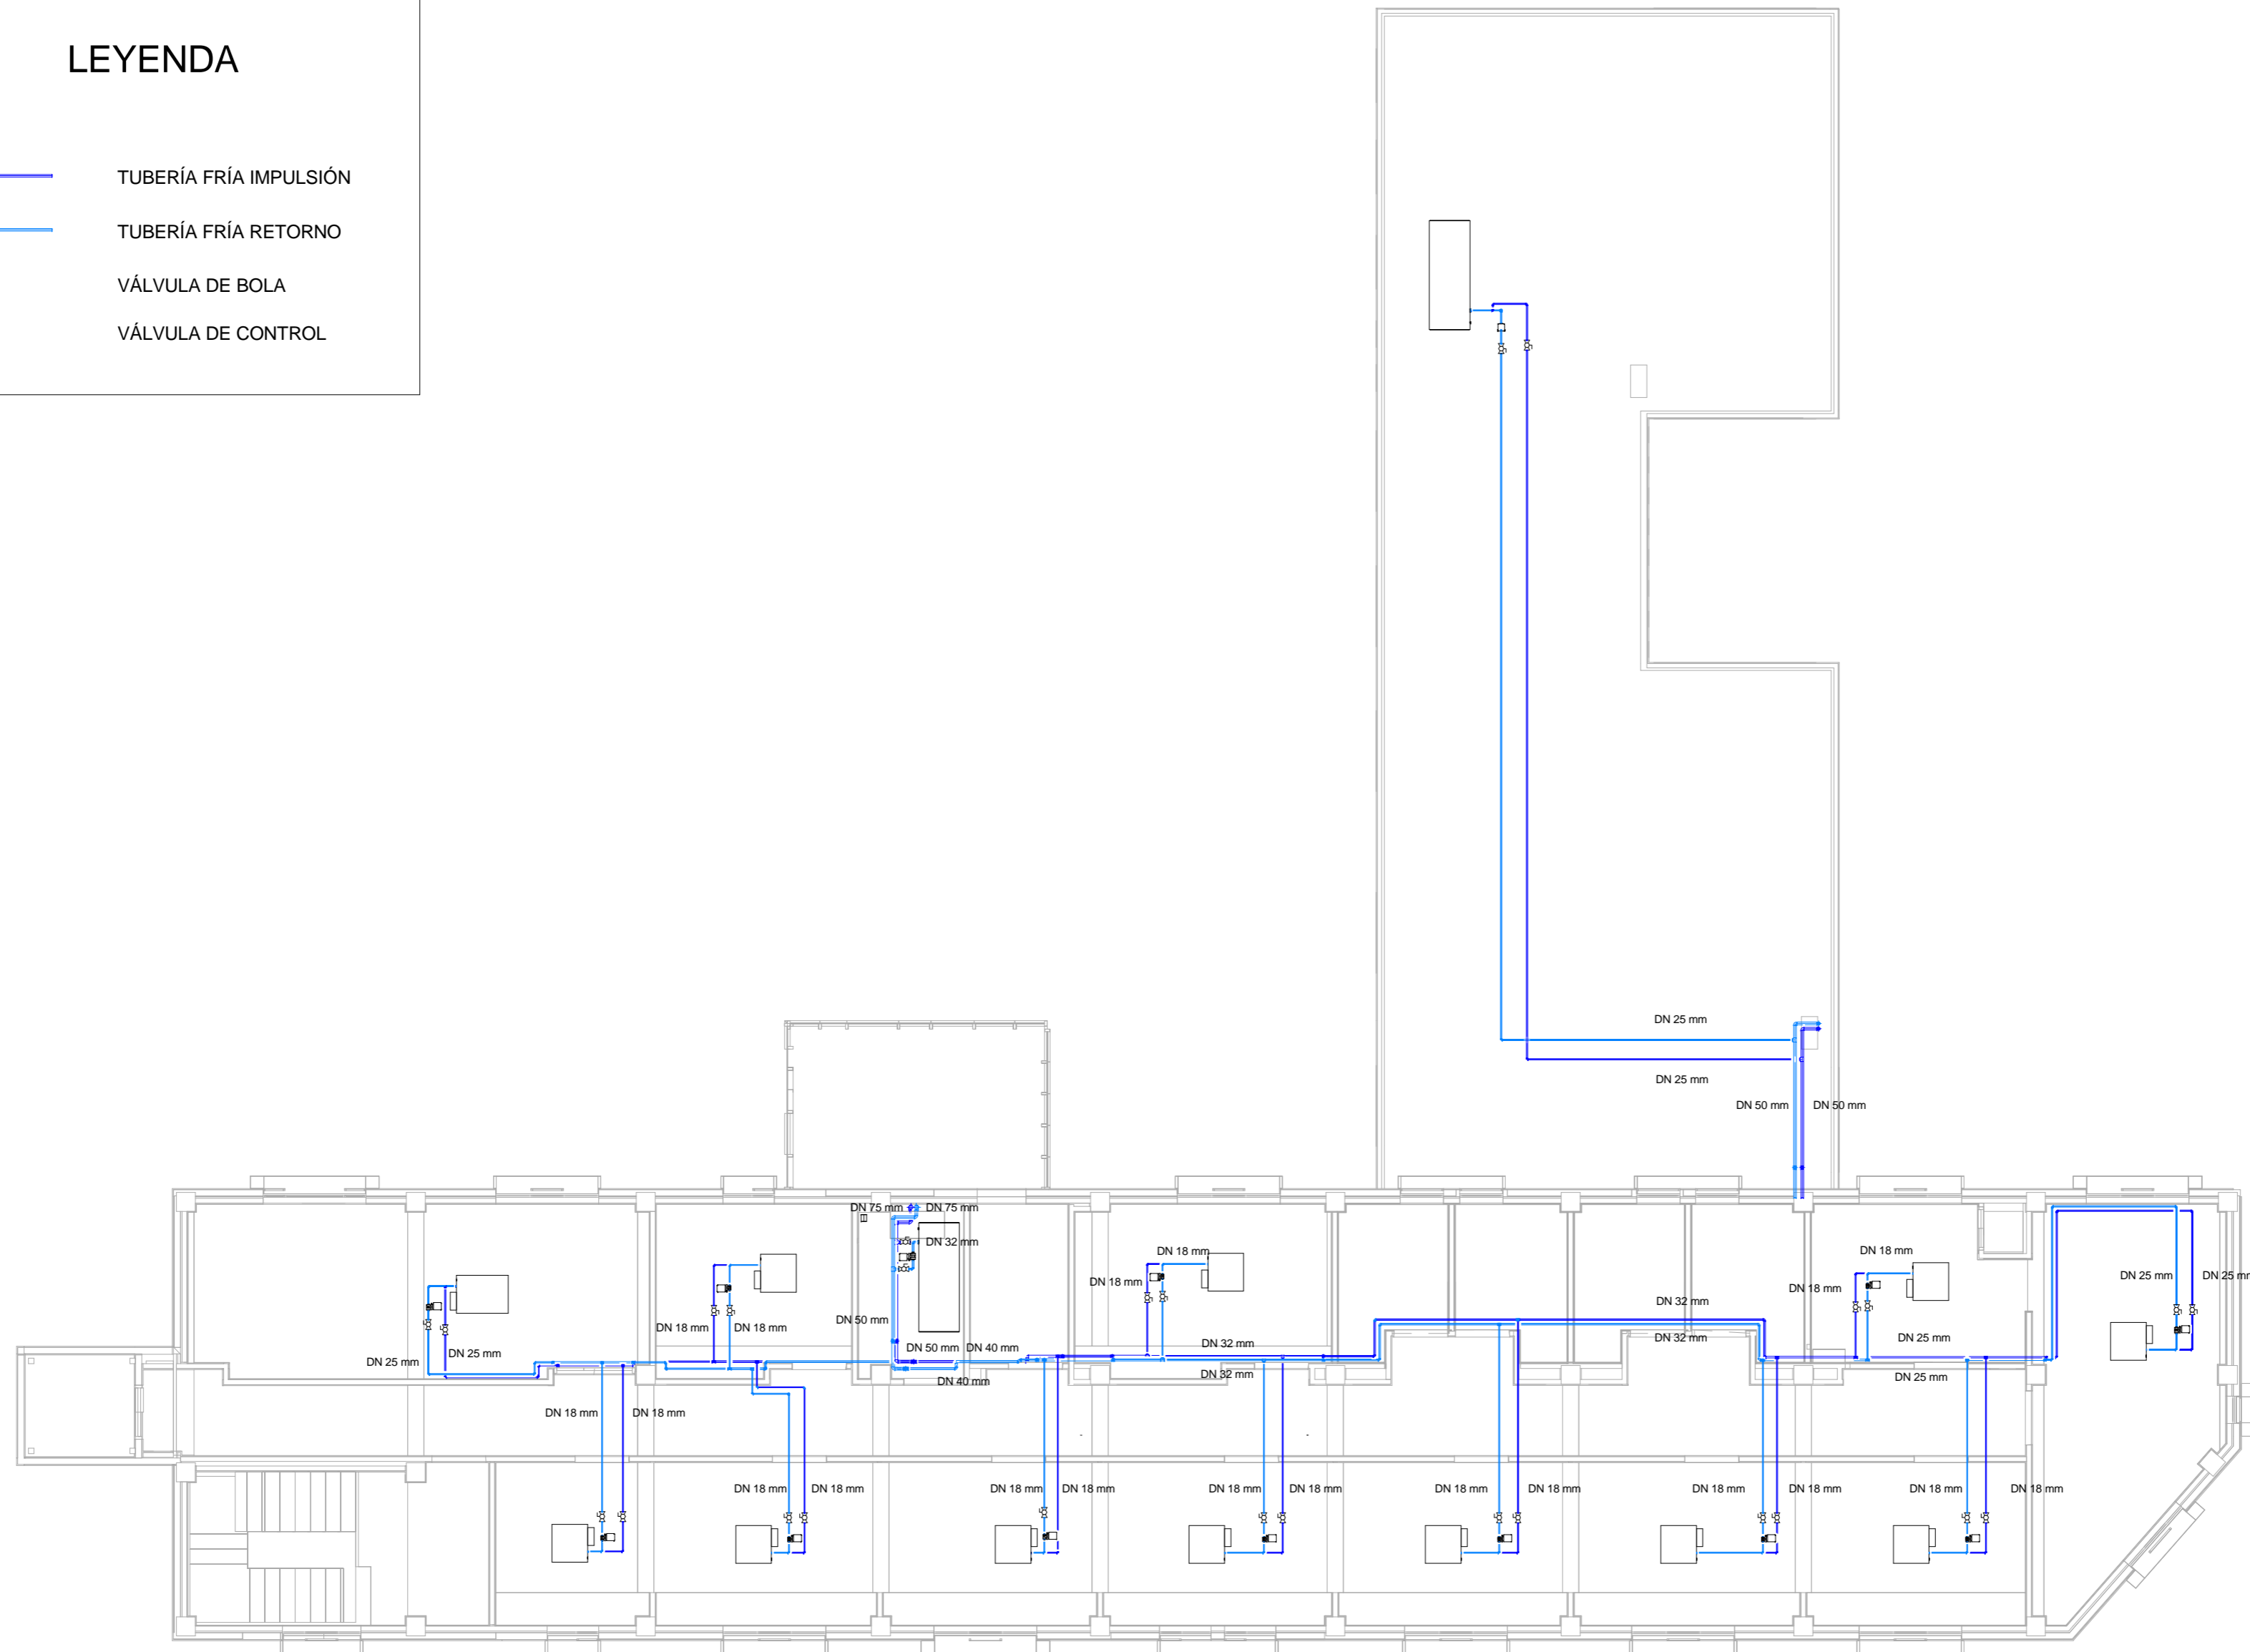 LEYENDA
TUBERÍA FRÍA IMPULSIÓN
TUBERÍA FRÍA RETORNO
VÁLVULA DE BOLA
VÁLVULA DE CONTROL
DN 25 mm
DN 25 mm
DN 50 mm DN 50 mm
DN 75 mm DN 75 mm
DN 32 mm
DN 18 mm
DN 18 mm
DN 18 mm
DN 18 mm
DN 25 mm DN 25 mm
DN 32 mm
DN 50 mm
DN 18 mm DN 18 mm
DN 32 mm
DN 25 mm
DN 32 mm
DN 50 mm DN 40 mm
DN 25 mm
DN 25 mm
DN 32 mm
DN 25 mm
DN 40 mm
DN 18 mm DN 18 mm
DN 18 mm DN 18 mm
DN 18 mm DN 18 mm
DN 18 mm DN 18 mm
DN 18 mm DN 18 mm
DN 18 mm DN 18 mm
DN 18 mm DN 18 mm